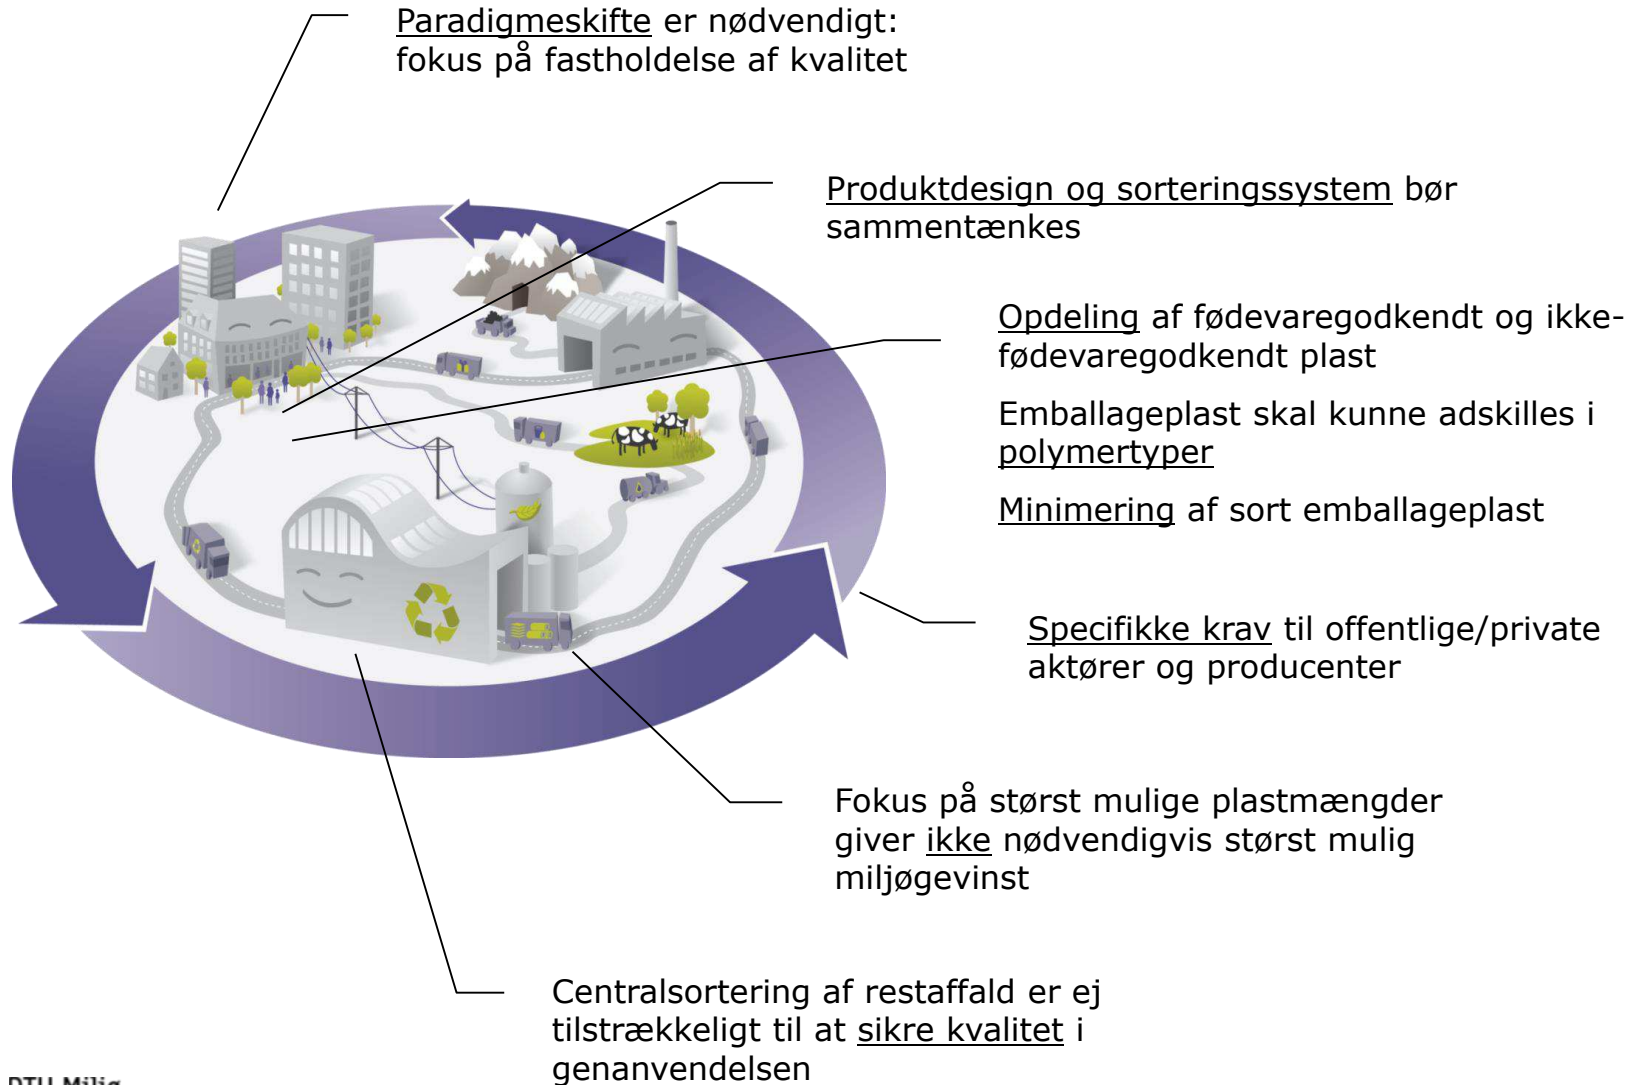 Paradigmeskifte er nødvendigt:
fokus på fastholdelse af kvalitet
Produktdesign og sorteringssystem bør
sammentænkes
Opdeling af fødevaregodkendt og ikke-
fødevaregodkendt plast
Emballageplast skal kunne adskilles i
polymertyper
Minimering af sort emballageplast
Specifikke krav til offentlige/private
aktører og producenter
Fokus på størst mulige plastmængder
giver ikke nødvendigvis størst mulig
miljøgevinst
Centralsortering af restaffald er ej
tilstrækkeligt til at sikre kvalitet i
genanvendelsen
DTU Miljø